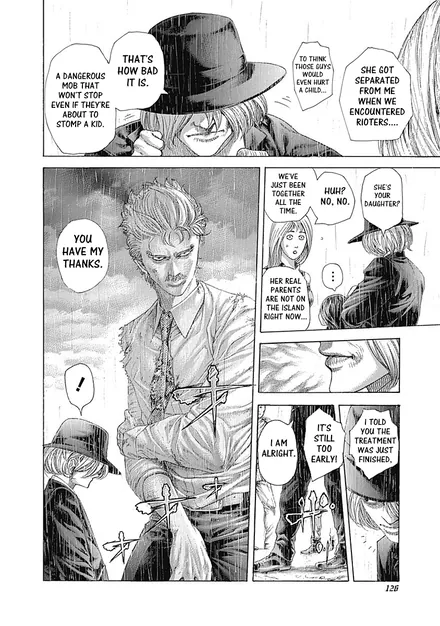 SHE GOT
SEPARATED
FROM ME
WHEN WE
ENCOUNTERED
RIOTERS....
TO THINK
THOSE GUYS
WOULD
EVEN HURT
A CHILD...
THAT'S
HOW BAD
IT IS.
A DANGEROUS
MOB THAT
WON'T STOP
EVEN IF THEY'RE
ABOUT TO
STOMP A KID.
SHE'S
YOUR
DAUGHTER?
HUH?
NO, NO.
WE'VE
JUST BEEN
TOGETHER
ALL THE
TIME.
...
HER REAL
PARENTS
ARE NOT ON
THE ISLAND
RIGHT NOW...
I TOLD
YOU THE
TREATMENT
WAS JUST
FINISHED.
IT'S
STILL
TOO
EARLY!
I AM
ALRIGHT.
YOU
HAVE MY
THANKS.
!
126